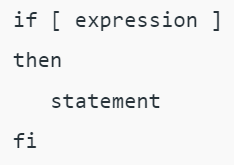 if [ expression ]
then
   statement
fi